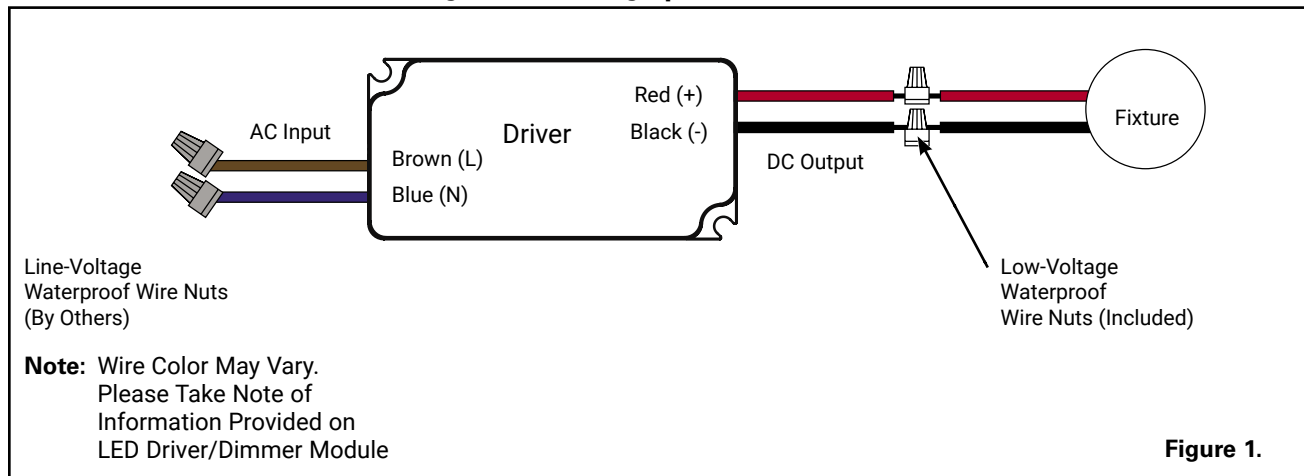 AC Input
Driver
Red (+)
Black (-)
Brown (L)
Blue (N)
DC Output
Fixture
Line-Voltage
Waterproof Wire Nuts
(By Others)
Low-Voltage
Waterproof
Wire Nuts (Included)
Note: Wire Color May Vary.
Please Take Note of
Information Provided on
LED Driver/Dimmer Module
Figure 1.